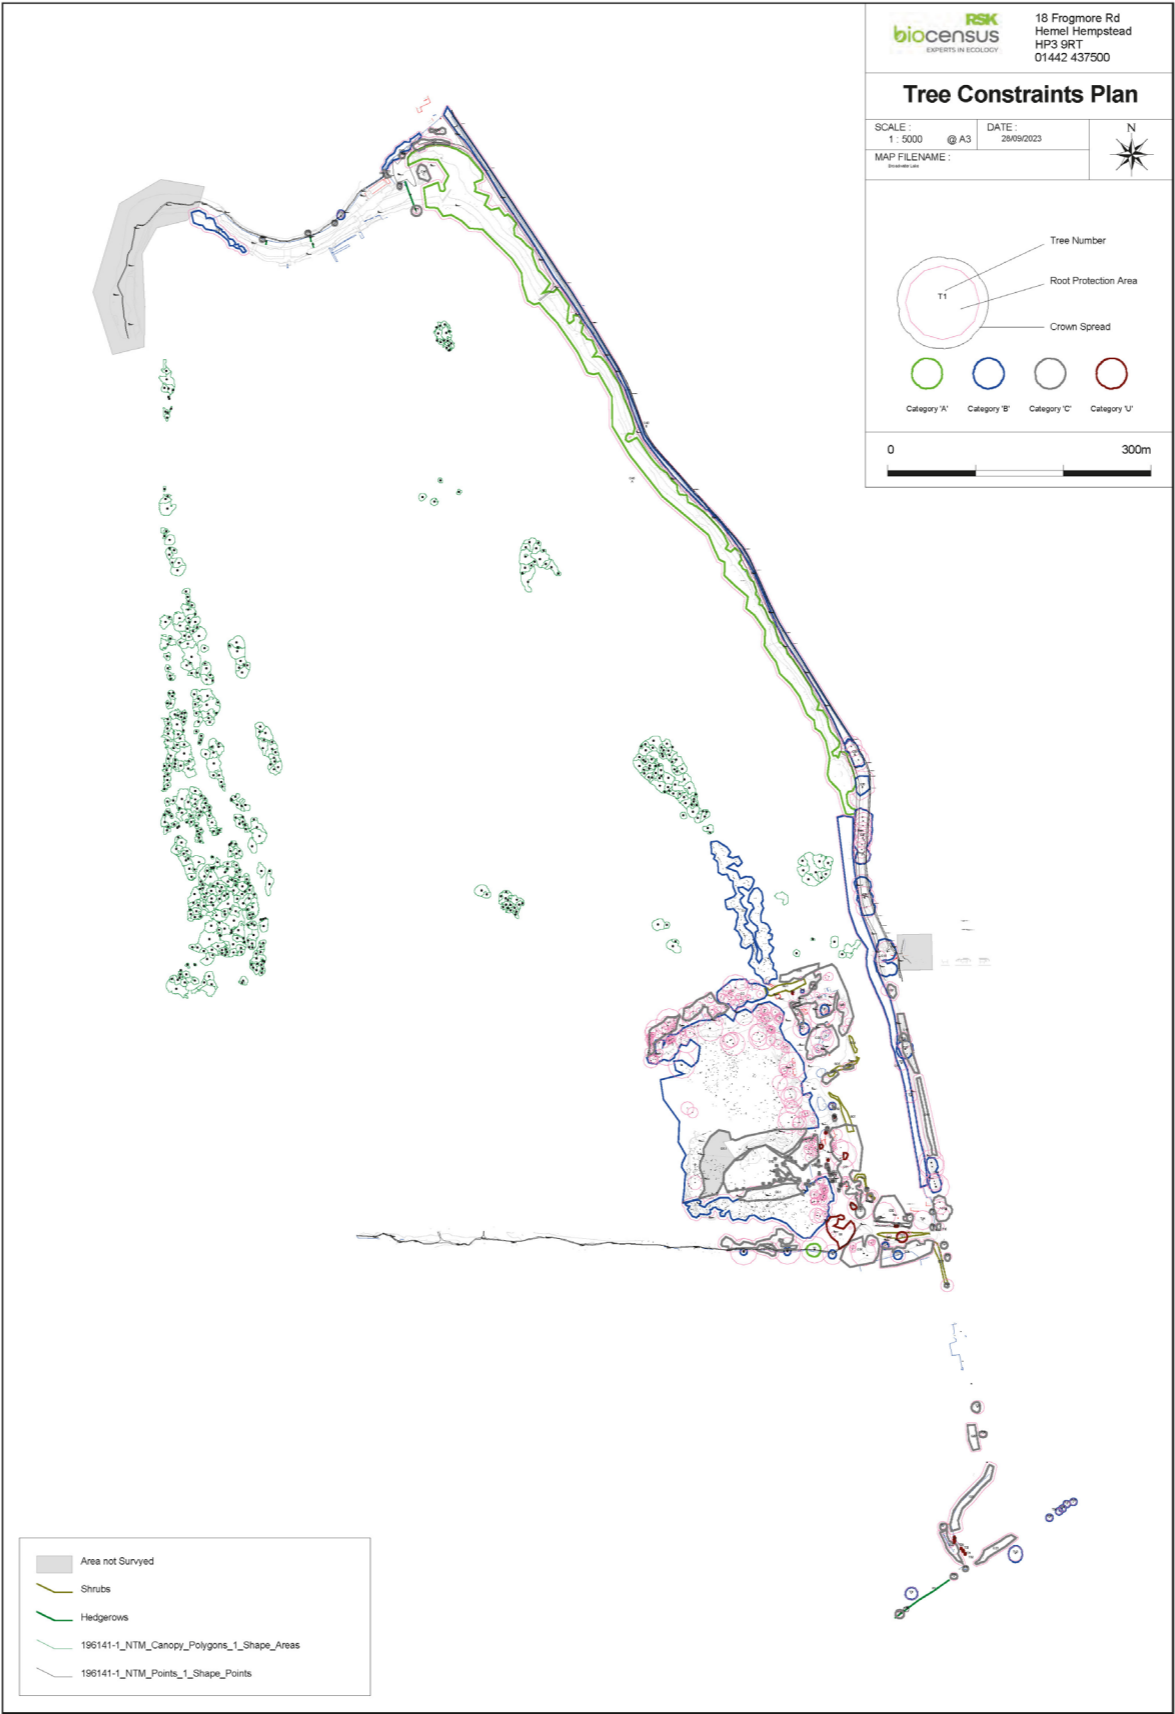 RSK
biocensus
EXPERTS IN ECOLOGY
18 Frogmore Rd
Hemel Hempstead
HP3 9RT
01442 437500
Tree Constraints Plan
SCALE :
1 : 5000 @ A3
DATE :
28/09/2023
MAP FILENAME :
N
Tree Number
Root Protection Area
T1
Crown Spread
Category 'A'
Category 'B'
Category 'C'
Category 'U'
0 300m
Area not Survyed
Shrubs
Hedgerows
196141-1_NTM_Canopy_Polygons_1_Shape_Areas
196141-1_NTM_Points_1_Shape_Points